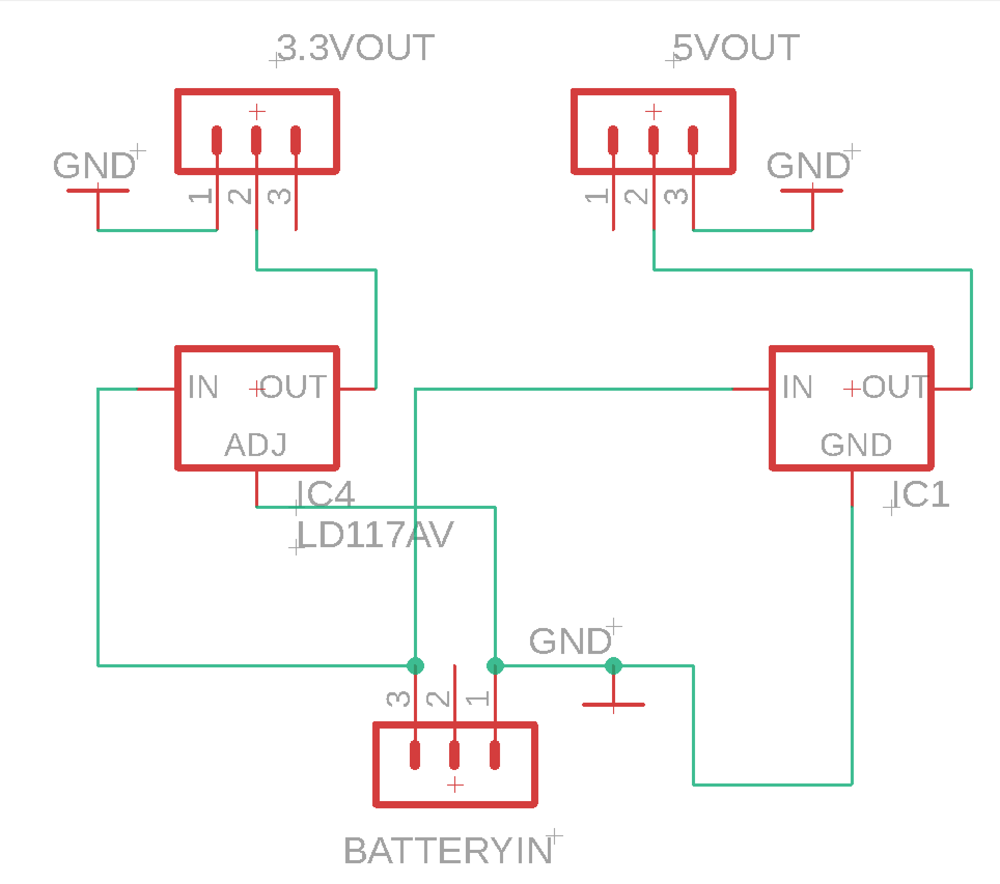 3.3VOUT
5VOUT
GND
GND
1 2 3
1 2 3
IN OUT
ADJ
IN OUT
GND
IC4
LD117AV
IC1
GND
3 2 1
BATTERYIN